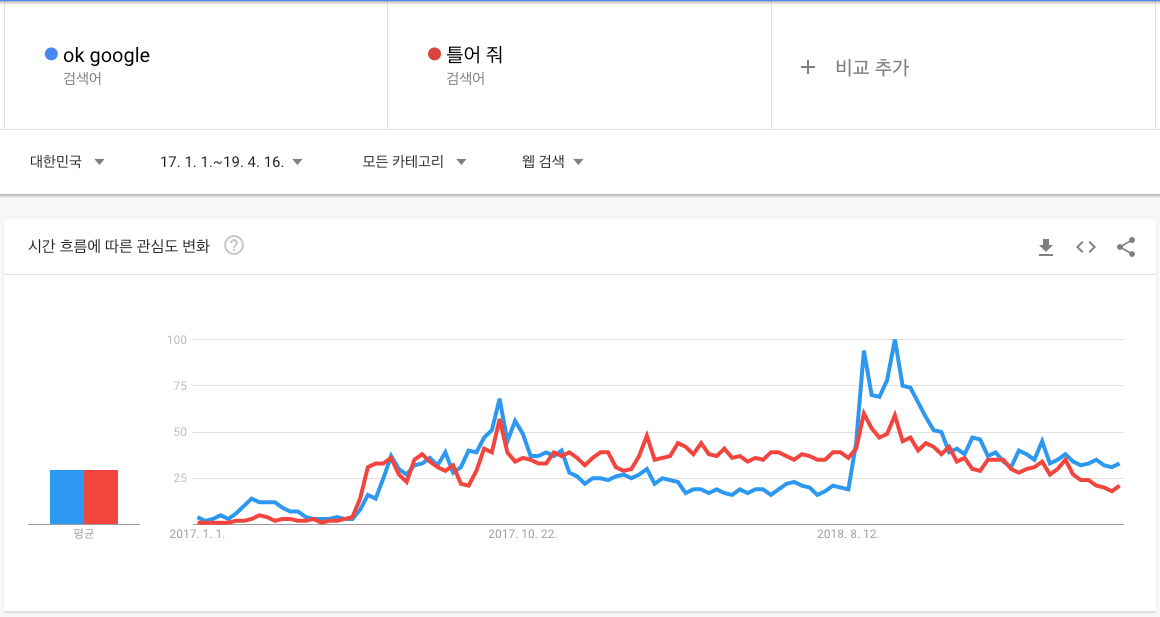 ok google
검색어
틀어 줘
검색어
+ 비교 추가
대한민국
17. 1. 1.~19. 4. 16.
모든 카테고리
웹 검색
시간 흐름에 따른 관심도 변화
?
100
75
50
25
평균
2017. 1. 1.
2017. 10. 22.
2018. 8. 12.